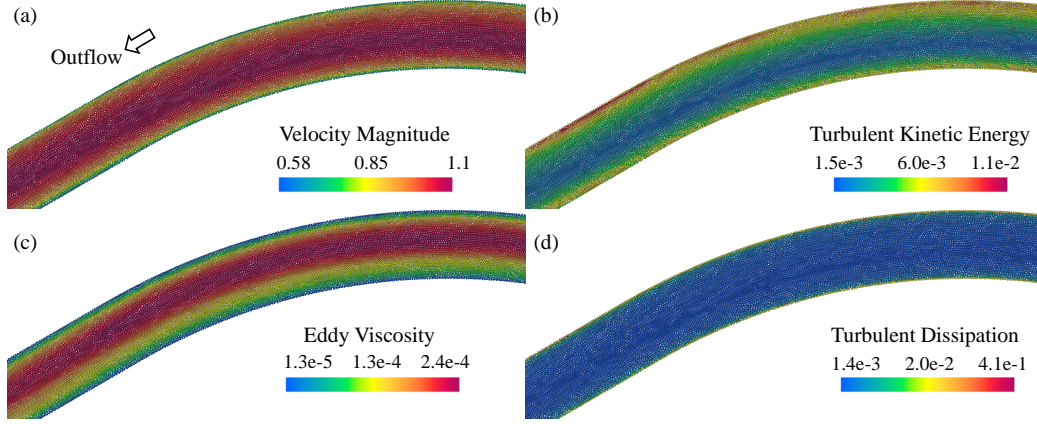 (a)
Outflow
Velocity Magnitude
0.58 0.85 1.1
(b)
Turbulent Kinetic Energy
1.5e-3 6.0e-3 1.1e-2
(c)
Eddy Viscosity
1.3e-5 1.3e-4 2.4e-4
(d)
Turbulent Dissipation
1.4e-3 2.0e-2 4.1e-1